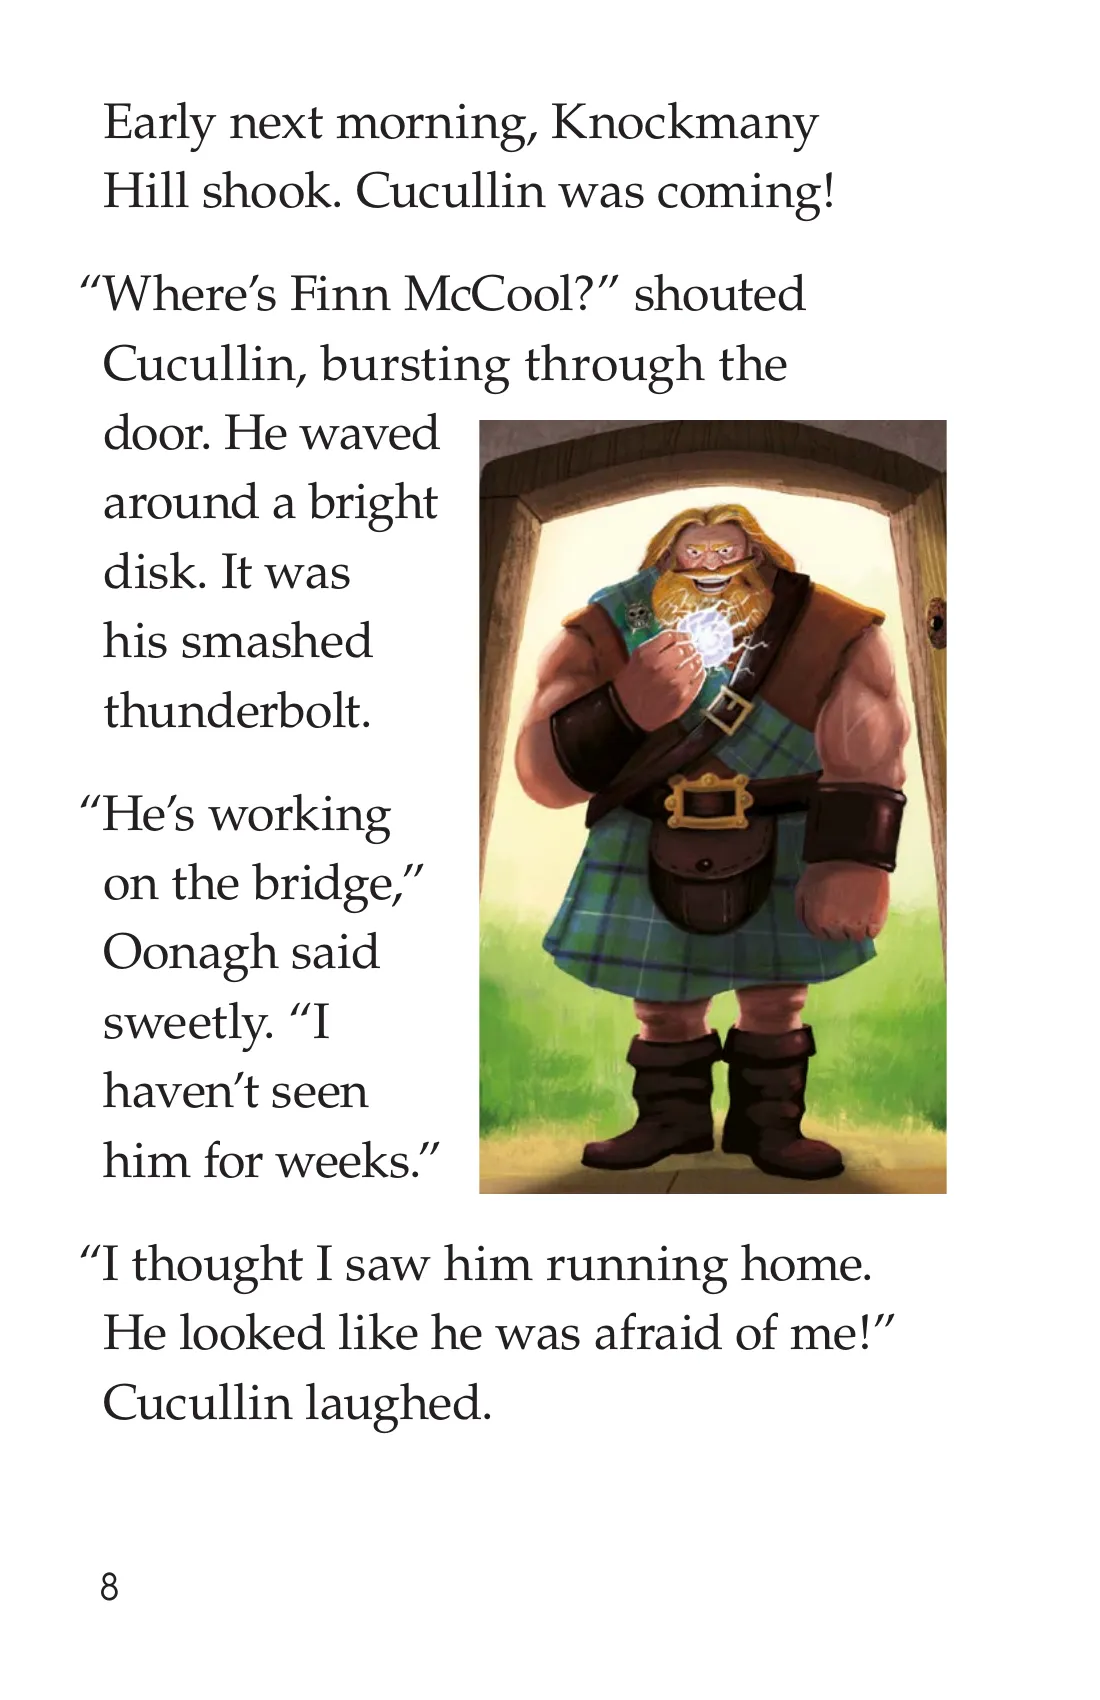 Early next morning, Knockmany
Hill shook. Cucullin was coming!
“Where’s Finn McCool?” shouted
Cucullin, bursting through the
door. He waved
around a bright
disk. It was
his smashed
thunderbolt.
“He’s working
on the bridge,”
Oonagh said
sweetly. “I
haven’t seen
him for weeks.”
“I thought I saw him running home.
He looked like he was afraid of me!”
Cucullin laughed.
8